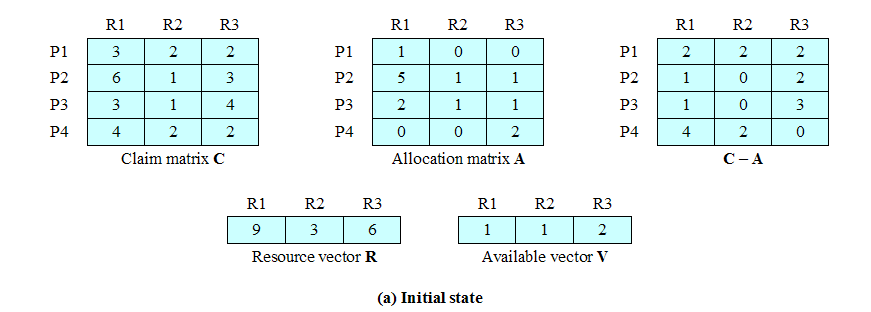 R1 R2 R3 R1 R2 R3 R1 R2 R3
P1 3 2 2 P1 1 0 0 P1 2 2 2
P2 6 1 3 P2 5 1 1 P2 1 0 2
P3 3 1 4 P3 2 1 1 P3 1 0 3
P4 4 2 2 P4 0 0 2 P4 4 2 0
Claim matrix C Allocation matrix A C – A
R1 R2 R3 R1 R2 R3
9 3 6 1 1 2
Resource vector R Available vector V
(a) Initial state